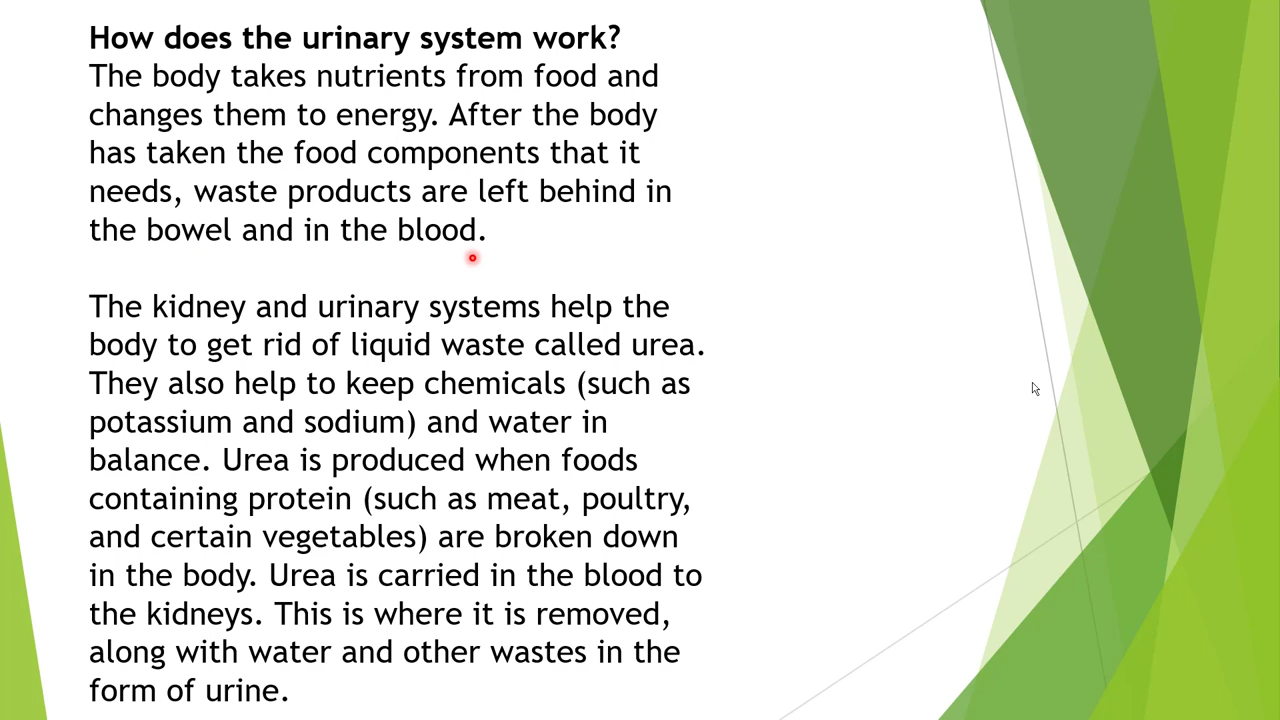 How does the urinary system work?
The body takes nutrients from food and
changes them to energy. After the body
has taken the food components that it
needs, waste products are left behind in
the bowel and in the blood.
The kidney and urinary systems help the
body to get rid of liquid waste called urea.
They also help to keep chemicals (such as
potassium and sodium) and water in
balance. Urea is produced when foods
containing protein (such as meat, poultry,
and certain vegetables) are broken down
in the body. Urea is carried in the blood to
the kidneys. This is where it is removed,
along with water and other wastes in the
form of urine.